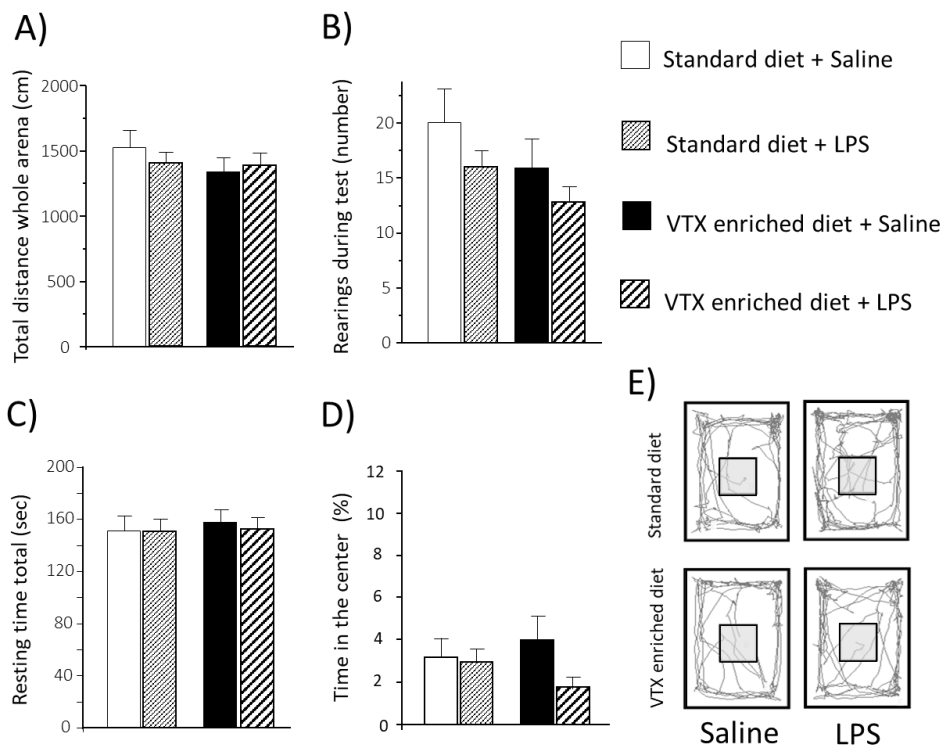 A)
Total distance whole arena (cm)
2000
1500
1000
500
0
B)
Rearings during test (number)
20
15
10
5
0
Standard diet + Saline
Standard diet + LPS
VTX enriched diet + Saline
VTX enriched diet + LPS
C)
Resting time total (sec)
200
160
120
80
40
0
D)
Time in the center (%)
12
10
8
6
4
2
0
E)
Standard diet
VTX enriched diet
Saline
LPS